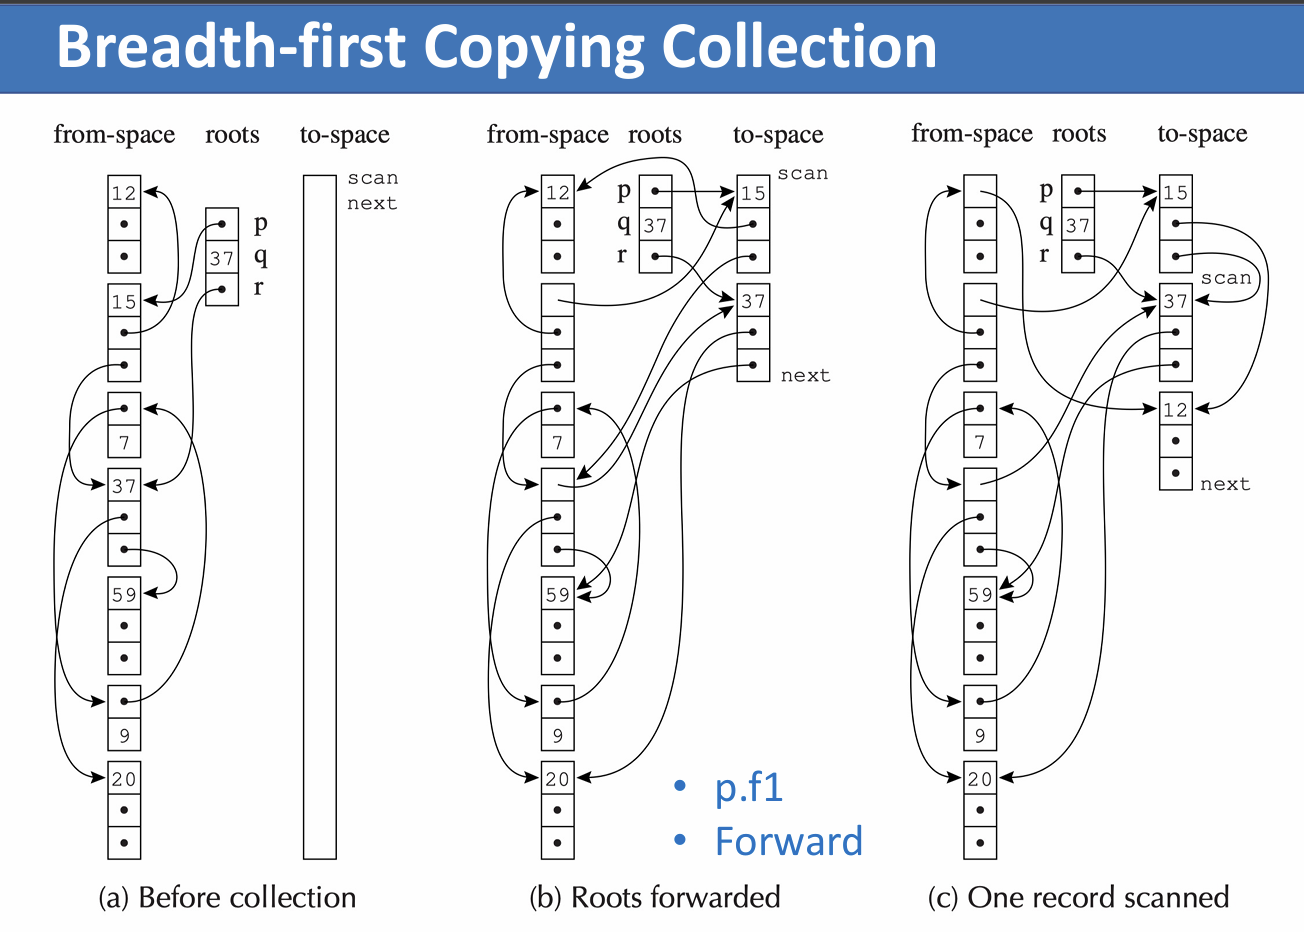 Breadth-first Copying Collection
from-space roots to-space
12
15
7
37
59
9
20
p
37 q
r
scan
next
(a) Before collection
from-space roots to-space
12
7
59
9
20
p
q 37
r
scan
15
37
next
(b) Roots forwarded
• p.f1
• Forward
from-space roots to-space
7
59
9
20
p
q 37
r
15
scan
37
12
next
(c) One record scanned